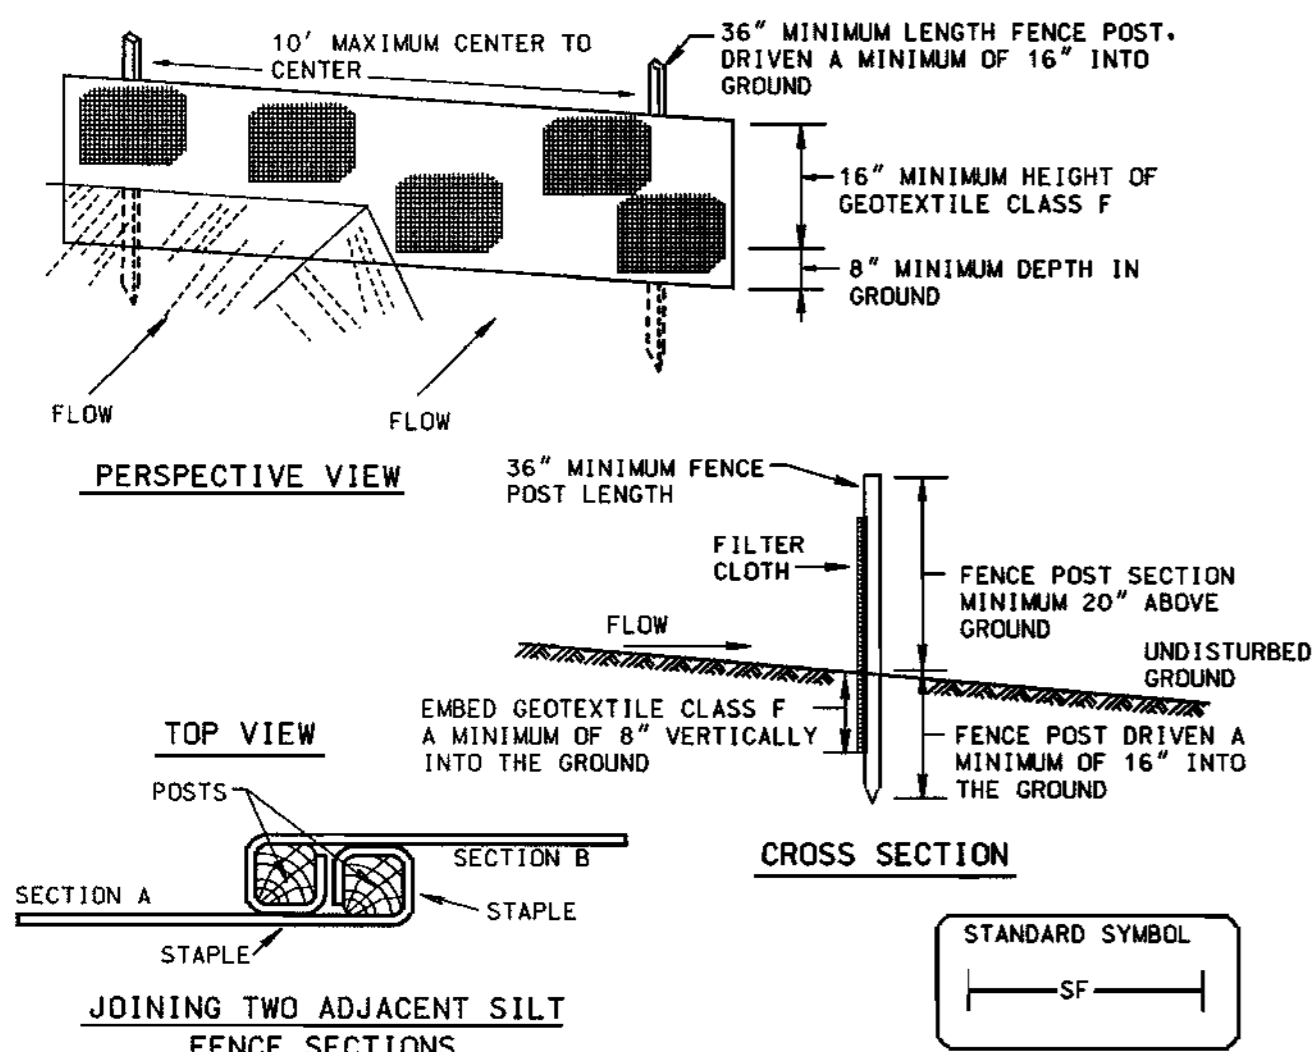 36" MINIMUM LENGTH FENCE POST.
DRIVEN A MINIMUM OF 16" INTO
GROUND
10' MAXIMUM CENTER TO
CENTER
16" MINIMUM HEIGHT OF
GEOTEXTILE CLASS F
8" MINIMUM DEPTH IN
GROUND
FLOW
FLOW
PERSPECTIVE VIEW
36" MINIMUM FENCE
POST LENGTH
FILTER
CLOTH
FENCE POST SECTION
MINIMUM 20" ABOVE
GROUND
FLOW
UNDISTURBED
GROUND
EMBED GEOTEXTILE CLASS F
A MINIMUM OF 8" VERTICALLY
INTO THE GROUND
FENCE POST DRIVEN A
MINIMUM OF 16" INTO
THE GROUND
CROSS SECTION
TOP VIEW
POSTS
SECTION B
SECTION A
STAPLE
STAPLE
JOINING TWO ADJACENT SILT
FENCE SECTIONS
STANDARD SYMBOL
SF